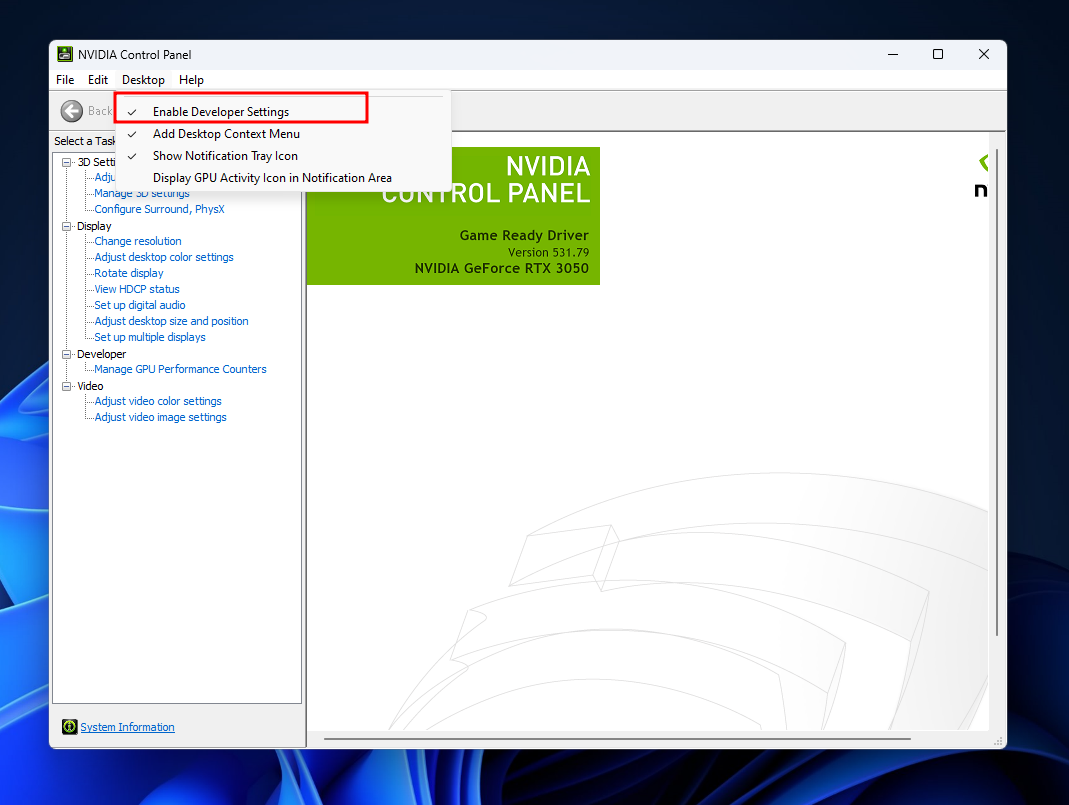 NVIDIA Control Panel
File Edit Desktop Help
Back
Enable Developer Settings
Add Desktop Context Menu
Show Notification Tray Icon
Display GPU Activity Icon in Notification Area
Select a Task
3D Setti
Adju
Manage 3D settings
Configure Surround, PhysX
Display
Change resolution
Adjust desktop color settings
Rotate display
View HDCP status
Set up digital audio
Adjust desktop size and position
Set up multiple displays
Developer
Manage GPU Performance Counters
Video
Adjust video color settings
Adjust video image settings
System Information
NVIDIA
CONTROL PANEL
Game Ready Driver
Version 531.79
NVIDIA GeForce RTX 3050
n